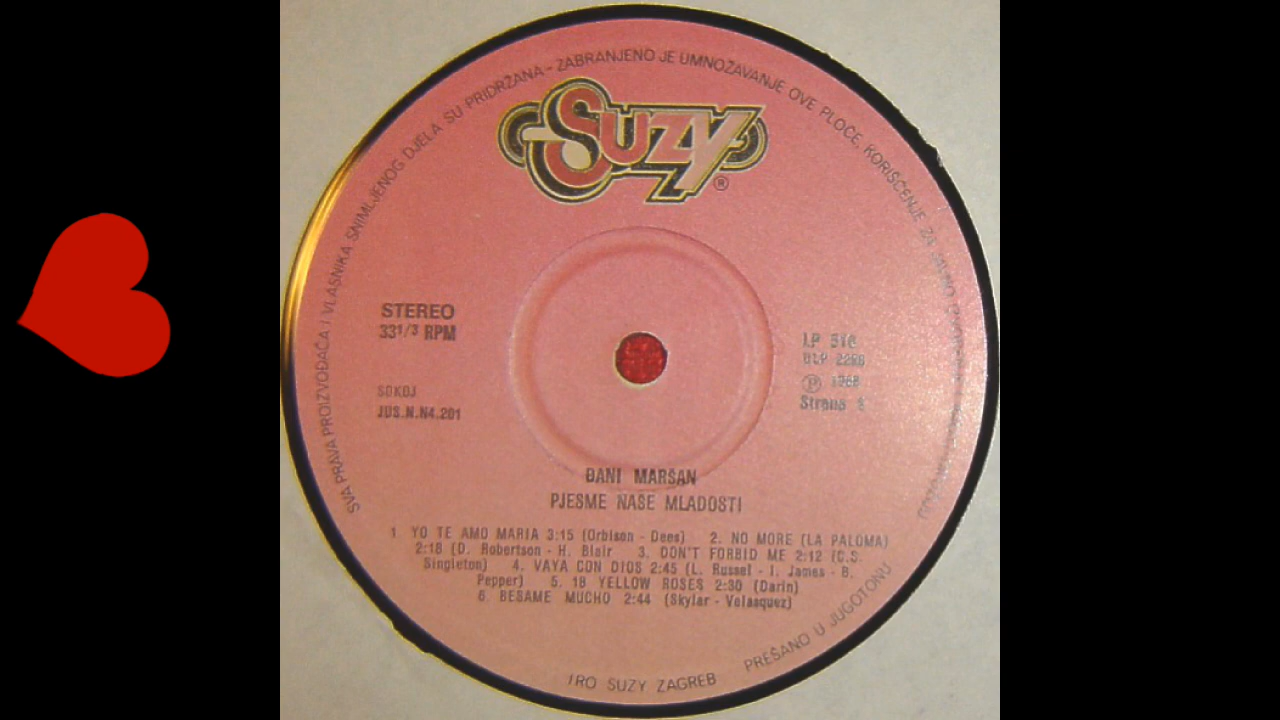 SVA PRAVA PROIZVOĐAČA I VLASNIKA SNIMLJENOG DJELA SU PRIDRŽANA - ZABRANJENO JE UMNOŽAVANJE OVE PLOČE, KORIŠĆENJE ZA JAVNO
SUZY®
STEREO
33 1/3 RPM
LP
ULP
℗ 1988
Strana
SOKOJ
JUS.N.N4.201
ĐANI MARŠAN
PJESME NAŠE MLADOSTI
1 YO TE AMO MARIA 3:15 (Orbison - Dees) 2. NO MORE (LA PALOMA)
2:18 (D. Robertson - H. Blair 3. DON'T FORBID ME 2:12 (C.S.
Singleton) 4. VAYA CON DIOS 2:45 (L. Russel - I. James - B.
Pepper) 5. 18 YELLOW ROSES 2:30 (Darin)
6. BESAME MUCHO 2:44 (Skylar - Velasquez)
IRO SUZY ZAGREB PREŠANO U JUGOTONU